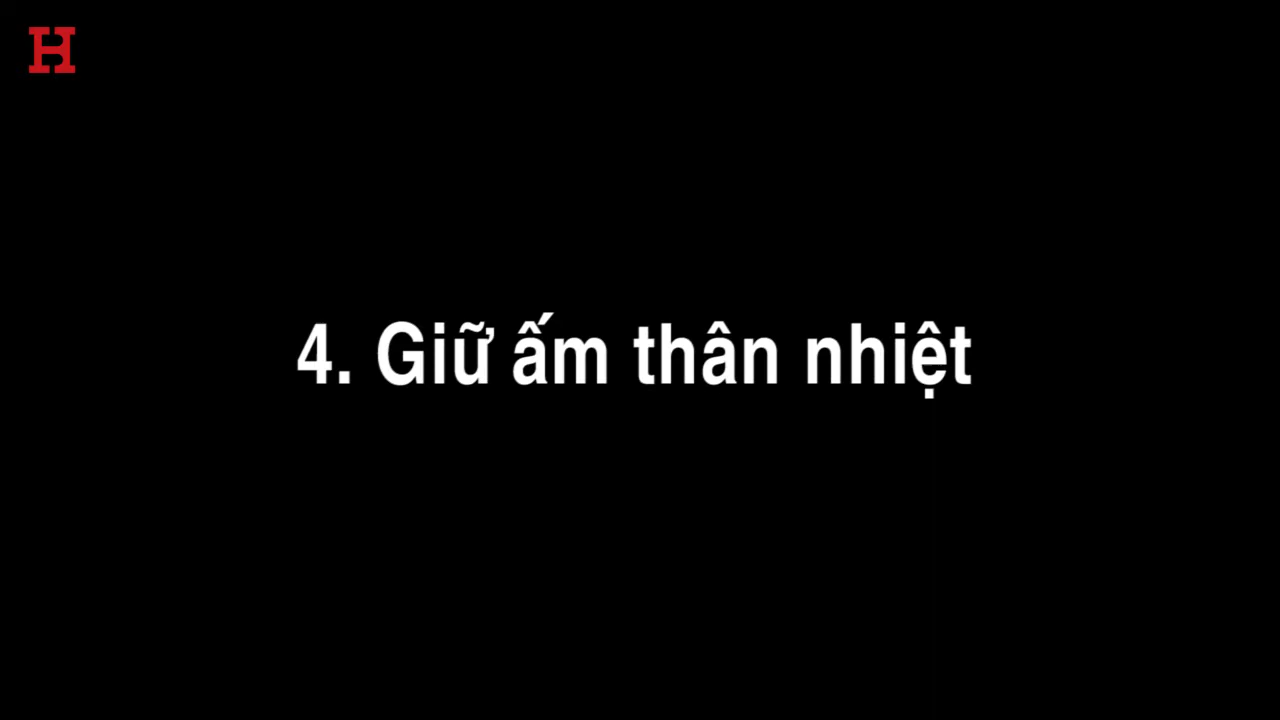 H
4. Giữ ấm thân nhiệt